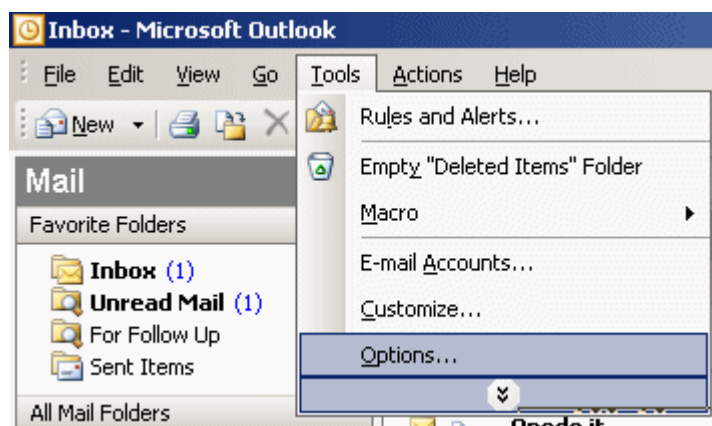 Inbox - Microsoft Outlook
File Edit View Go Tools Actions Help
New
Rules and Alerts...
Empty "Deleted Items" Folder
Macro
E-mail Accounts...
Customize...
Options...
Mail
Favorite Folders
Inbox (1)
Unread Mail (1)
For Follow Up
Sent Items
All Mail Folders